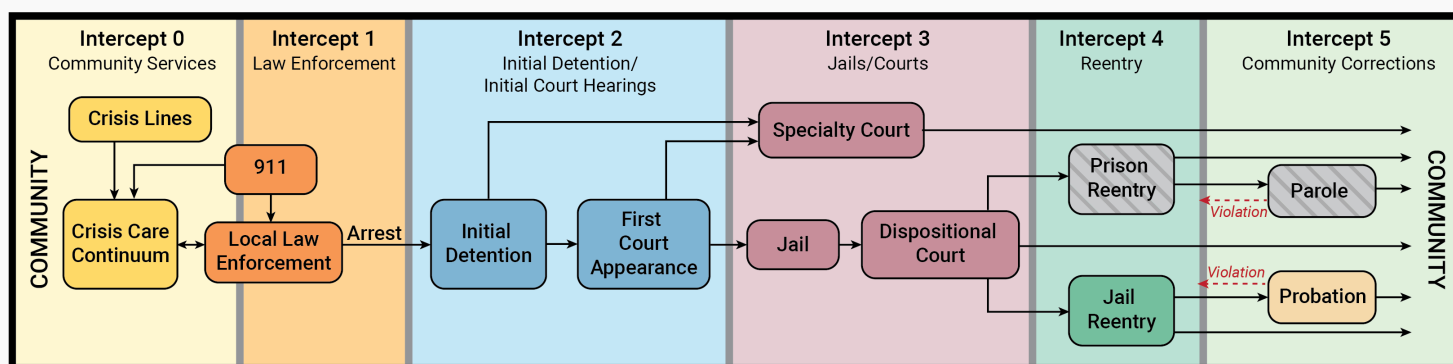 Intercept 0
Community Services
Intercept 1
Law Enforcement
Intercept 2
Initial Detention/
Initial Court Hearings
Intercept 3
Jails/Courts
Intercept 4
Reentry
Intercept 5
Community Corrections
COMMUNITY
Crisis Lines
911
Crisis Care
Continuum
Local Law
Enforcement
Arrest
Initial
Detention
First
Court
Appearance
Specialty Court
Jail
Dispositional
Court
Prison
Reentry
Parole
Violation
Jail
Reentry
Violation
Probation
COMMUNITY